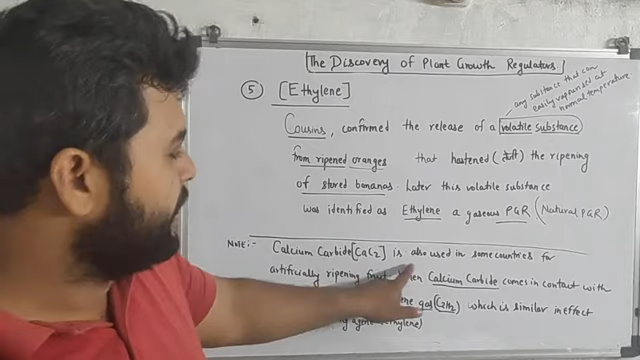 The Discovery of Plant Growth Regulators.
⑤ [Ethylene]
any substance that can
easily vapourised at
normal temperature
Cousins, confirmed the release of a volatile substance
from ripened oranges that hastened ( ) the ripening
of stored bananas. Later this volatile substance
was identified as Ethylene a gaseous PGR (Natural PGR)
Note:- Calcium Carbide [CaC2] is also used in some countries for
artificially ripening fruit. Calcium Carbide comes in contact with
gas (C2H2) which is similar in effect
agent (ethylene)